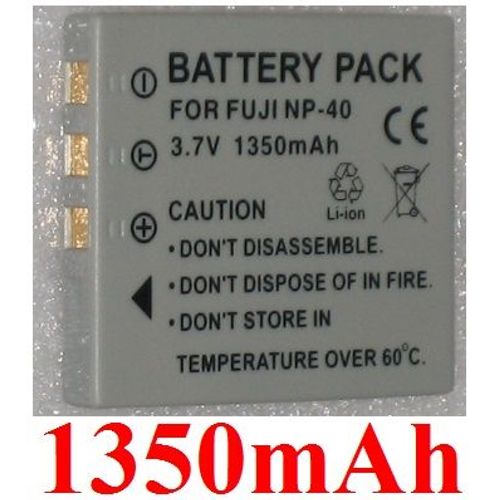 BATTERY PACK
FOR FUJI NP-40
3.7V 1350mAh
CE
Li-ion
CAUTION
• DON'T DISASSEMBLE.
• DON'T DISPOSE OF IN FIRE.
• DON'T STORE IN
TEMPERATURE OVER 60°C.
1350mAh